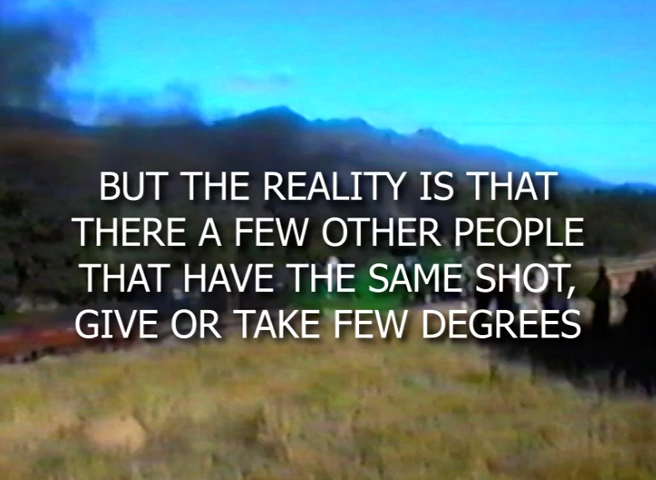 BUT THE REALITY IS THAT
THERE A FEW OTHER PEOPLE
THAT HAVE THE SAME SHOT,
GIVE OR TAKE FEW DEGREES